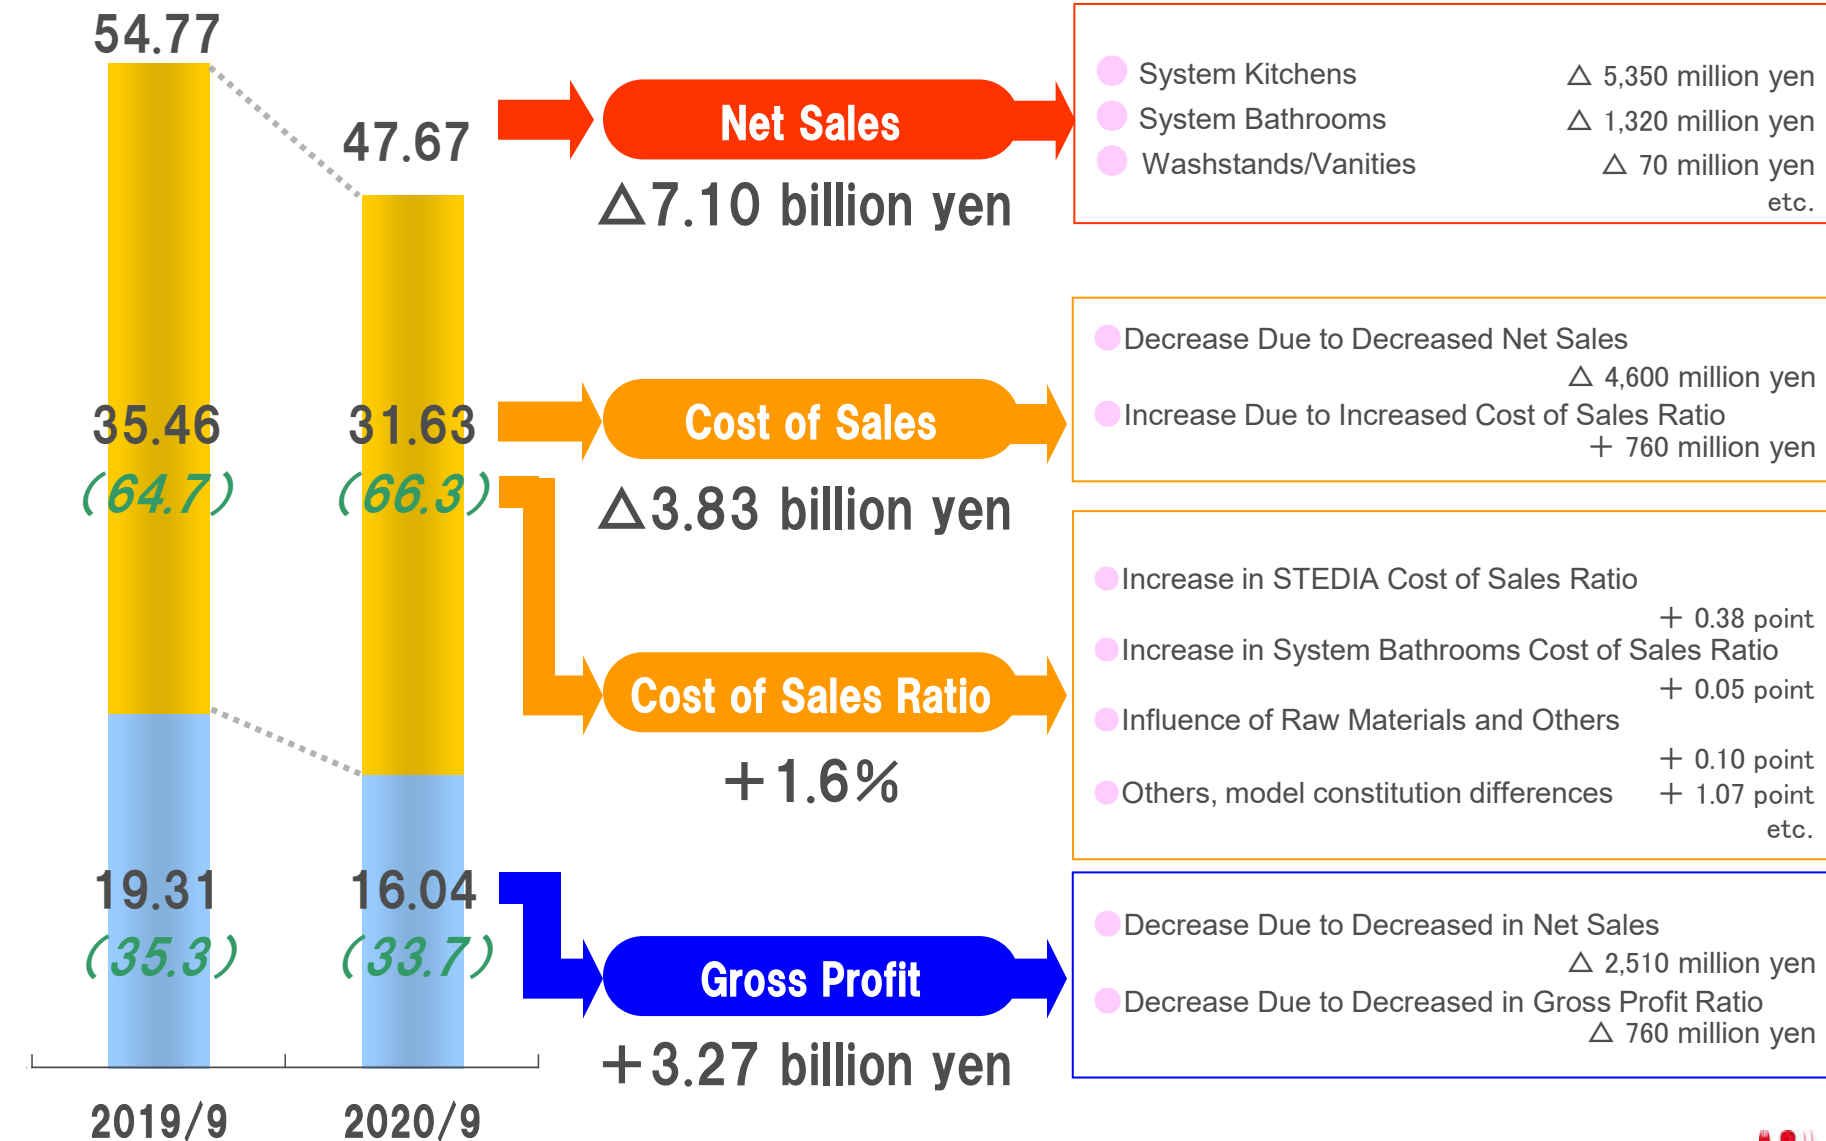 54.77
47.67
35.46
(64.7)
31.63
(66.3)
19.31
(35.3)
16.04
(33.7)
2019/9
2020/9
Net Sales
△7.10 billion yen
System Kitchens △ 5,350 million yen
System Bathrooms △ 1,320 million yen
Washstands/Vanities △ 70 million yen
etc.
Cost of Sales
△3.83 billion yen
Decrease Due to Decreased Net Sales
△ 4,600 million yen
Increase Due to Increased Cost of Sales Ratio
+ 760 million yen
Cost of Sales Ratio
+1.6%
Increase in STEDIA Cost of Sales Ratio
+ 0.38 point
Increase in System Bathrooms Cost of Sales Ratio
+ 0.05 point
Influence of Raw Materials and Others
+ 0.10 point
Others, model constitution differences + 1.07 point
etc.
Gross Profit
+3.27 billion yen
Decrease Due to Decreased in Net Sales
△ 2,510 million yen
Decrease Due to Decreased in Gross Profit Ratio
△ 760 million yen